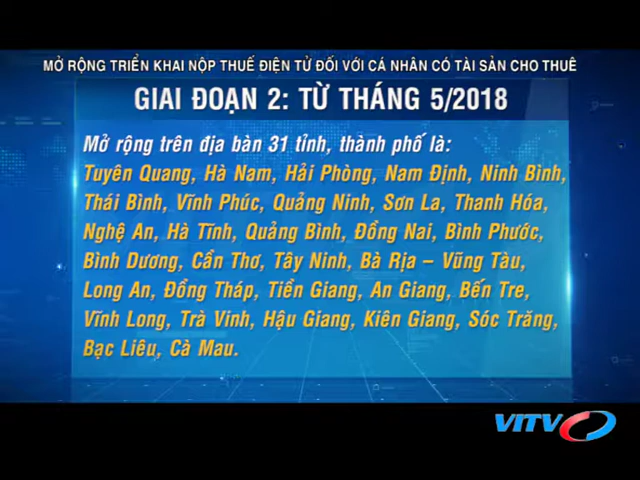 MỞ RỘNG TRIỂN KHAI NỘP THUẾ ĐIỆN TỬ ĐỐI VỚI CÁ NHÂN CÓ TÀI SẢN CHO THUÊ
GIAI ĐOẠN 2: TỪ THÁNG 5/2018
Mở rộng trên địa bàn 31 tỉnh, thành phố là:
Tuyên Quang, Hà Nam, Hải Phòng, Nam Định, Ninh Bình,
Thái Bình, Vĩnh Phúc, Quảng Ninh, Sơn La, Thanh Hóa,
Nghệ An, Hà Tĩnh, Quảng Bình, Đồng Nai, Bình Phước,
Bình Dương, Cần Thơ, Tây Ninh, Bà Rịa – Vũng Tàu,
Long An, Đồng Tháp, Tiền Giang, An Giang, Bến Tre,
Vĩnh Long, Trà Vinh, Hậu Giang, Kiên Giang, Sóc Trăng,
Bạc Liêu, Cà Mau.
VITV